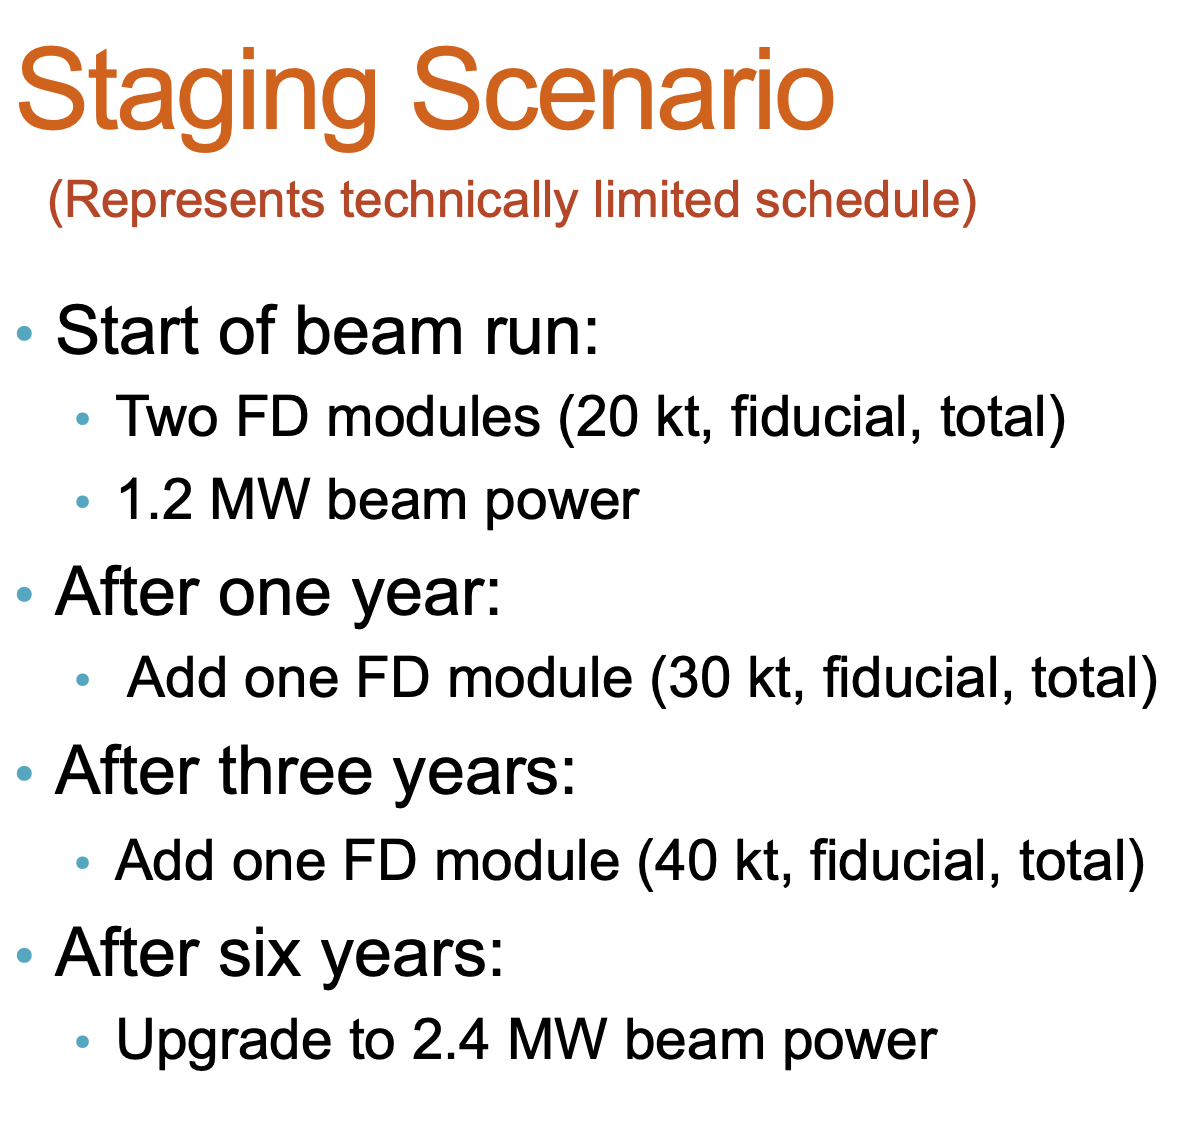 Staging Scenario
(Represents technically limited schedule)
• Start of beam run:
• Two FD modules (20 kt, fiducial, total)
• 1.2 MW beam power
• After one year:
• Add one FD module (30 kt, fiducial, total)
• After three years:
• Add one FD module (40 kt, fiducial, total)
• After six years:
• Upgrade to 2.4 MW beam power